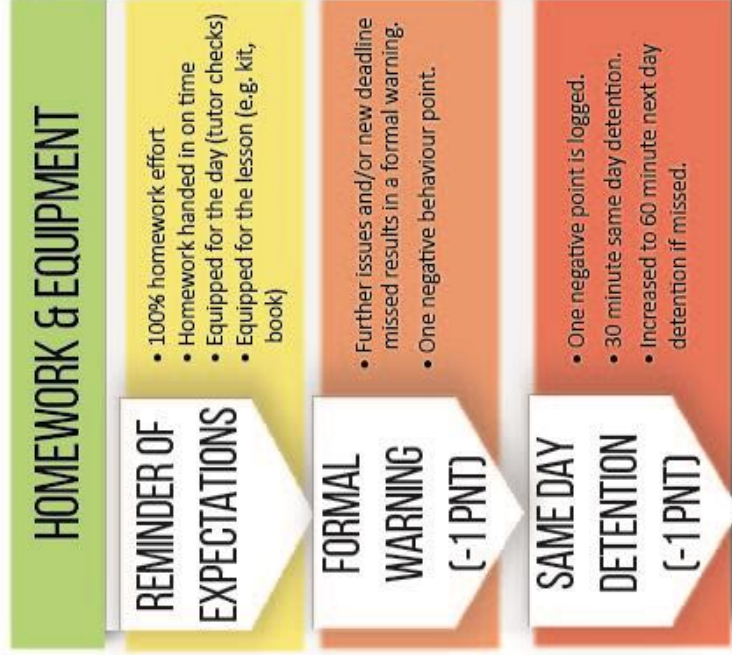 HOMEWORK & EQUIPMENT
REMINDER OF
EXPECTATIONS
• 100% homework effort
• Homework handed in on time
• Equipped for the day (tutor checks)
• Equipped for the lesson (e.g. kit,
book)
FORMAL
WARNING
(-1 PNT)
• Further issues and/or new deadline
missed results in a formal warning.
• One negative behaviour point.
SAME DAY
DETENTION
(-1 PNT)
• One negative point is logged.
• 30 minute same day detention.
• Increased to 60 minute next day
detention if missed.